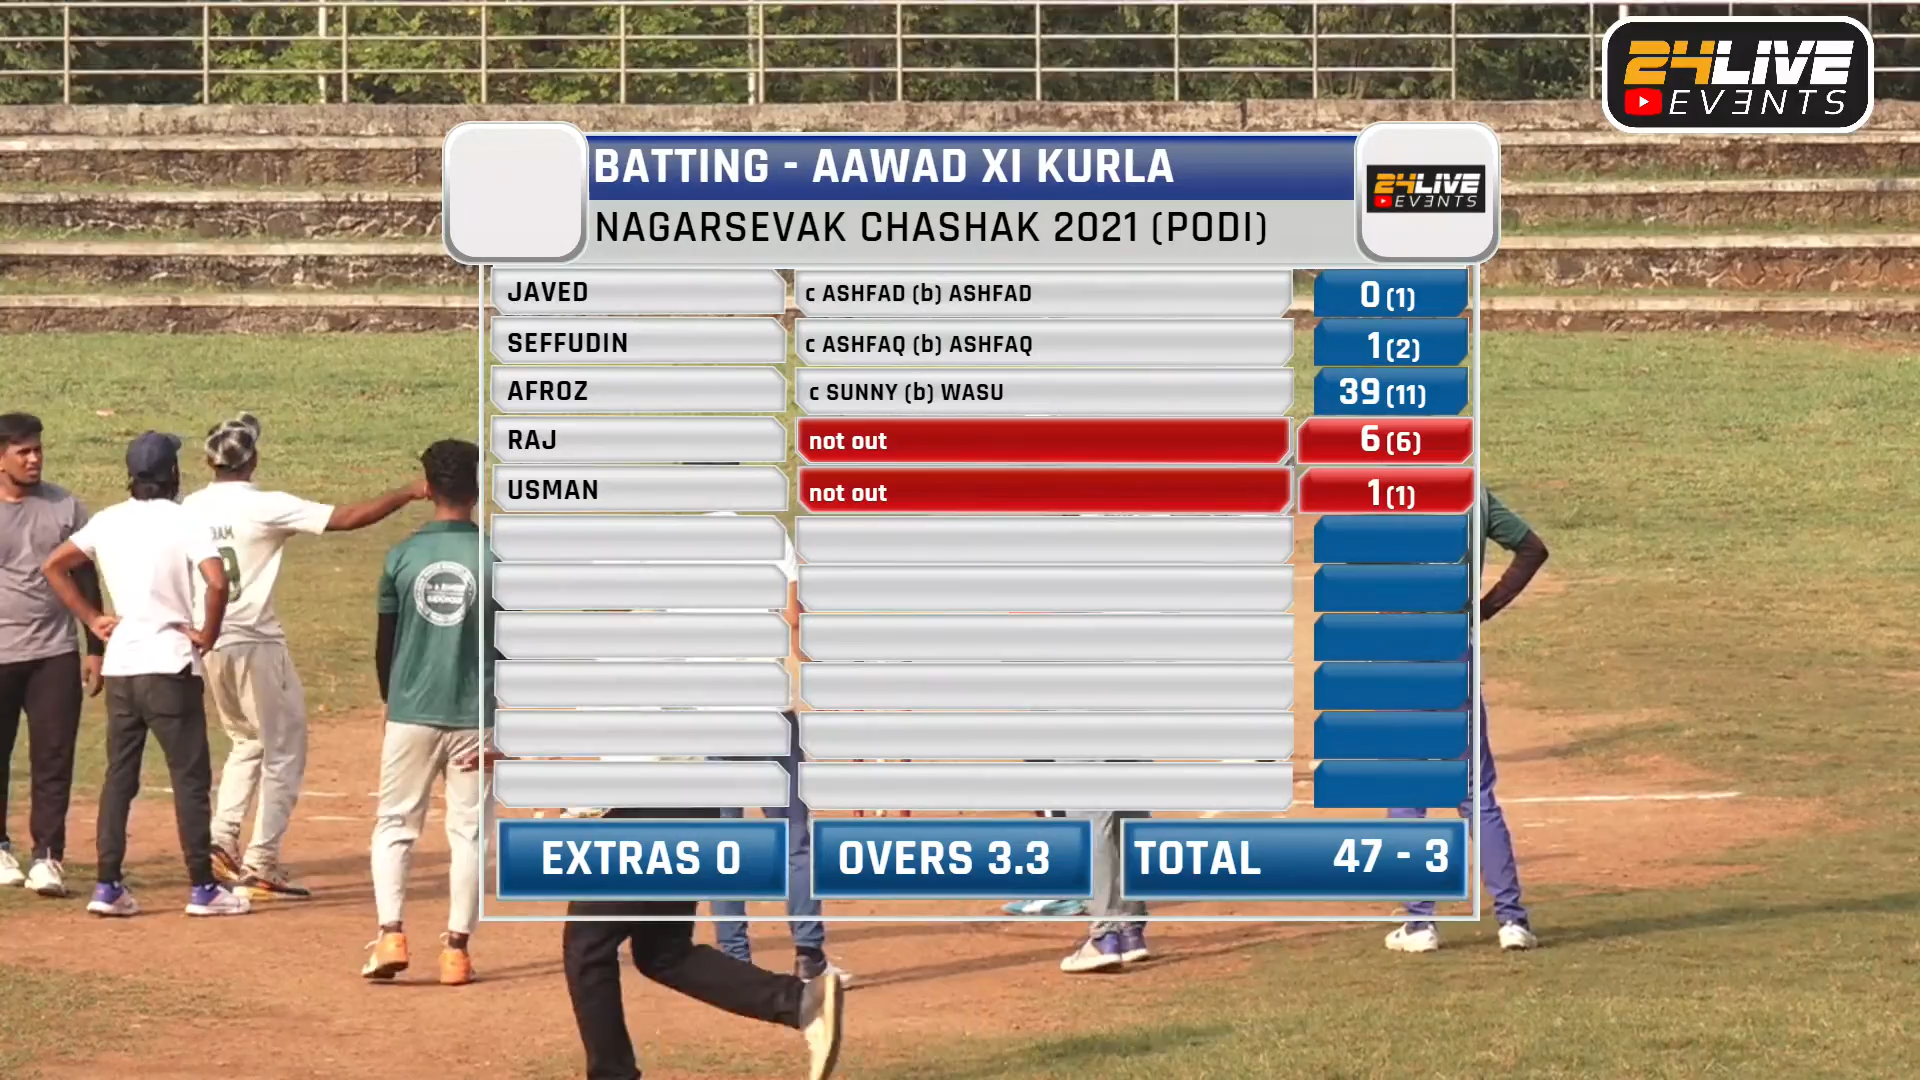 24LIVE
EVENTS
BATTING - AAWAD XI KURLA
24LIVE
EVENTS
NAGARSEVAK CHASHAK 2021 (PODI)
JAVED c ASHFAD (b) ASHFAD 0 (1)
SEFFUDIN c ASHFAQ (b) ASHFAQ 1 (2)
AFROZ c SUNNY (b) WASU 39 (11)
RAJ not out 6 (6)
USMAN not out 1 (1)
EXTRAS 0 OVERS 3.3 TOTAL 47 - 3